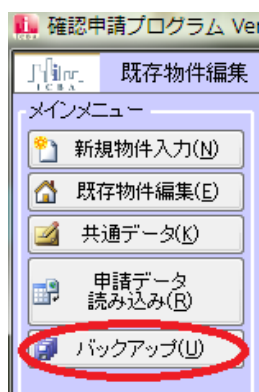 確認申請プログラム Ver
ICBA
既存物件編集
メインメニュー
新規物件入力(N)
既存物件編集(E)
共通データ(K)
申請データ
読み込み(R)
バックアップ(U)